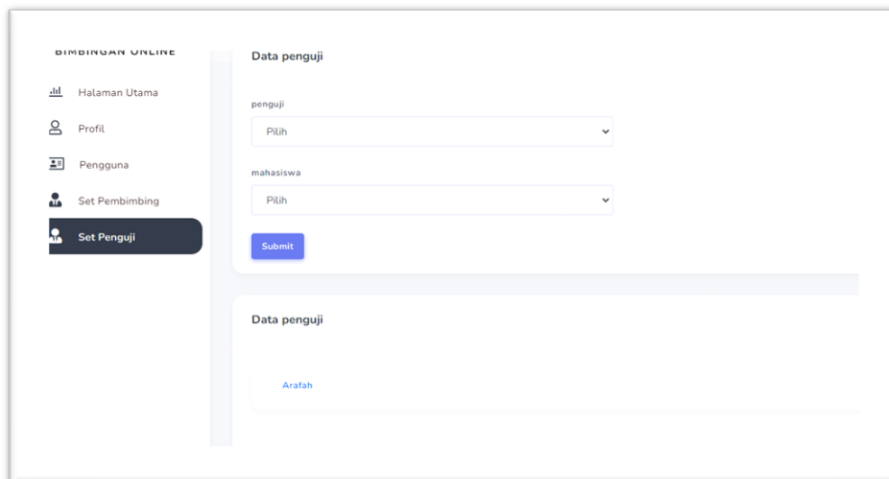 BIMBINGAN ONLINE
Halaman Utama
Profil
Pengguna
Set Pembimbing
Set Penguji
Data penguji
penguji
Pilih
mahasiswa
Pilih
Submit
Data penguji
Arafah